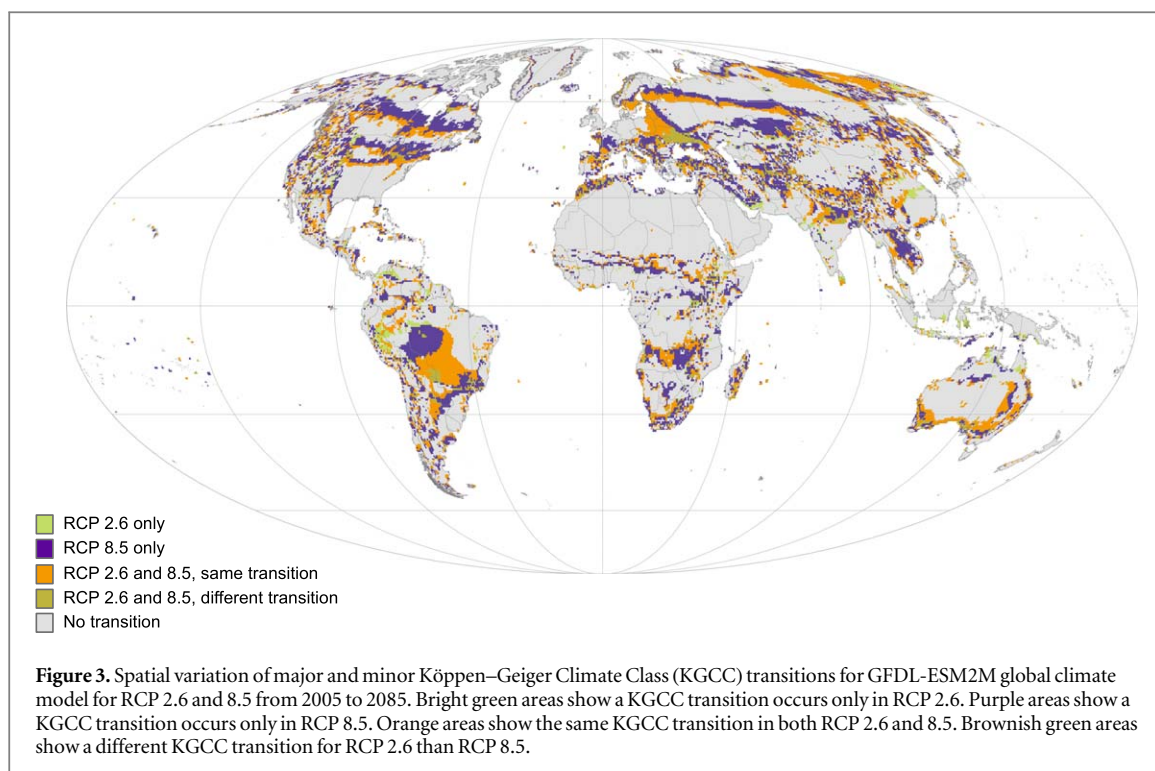 RCP 2.6 only
RCP 8.5 only
RCP 2.6 and 8.5, same transition
RCP 2.6 and 8.5, different transition
No transition
Figure 3. Spatial variation of major and minor Köppen–Geiger Climate Class (KGCC) transitions for GFDL-ESM2M global climate
model for RCP 2.6 and 8.5 from 2005 to 2085. Bright green areas show a KGCC transition occurs only in RCP 2.6. Purple areas show a
KGCC transition occurs only in RCP 8.5. Orange areas show the same KGCC transition in both RCP 2.6 and 8.5. Brownish green areas
show a different KGCC transition for RCP 2.6 than RCP 8.5.